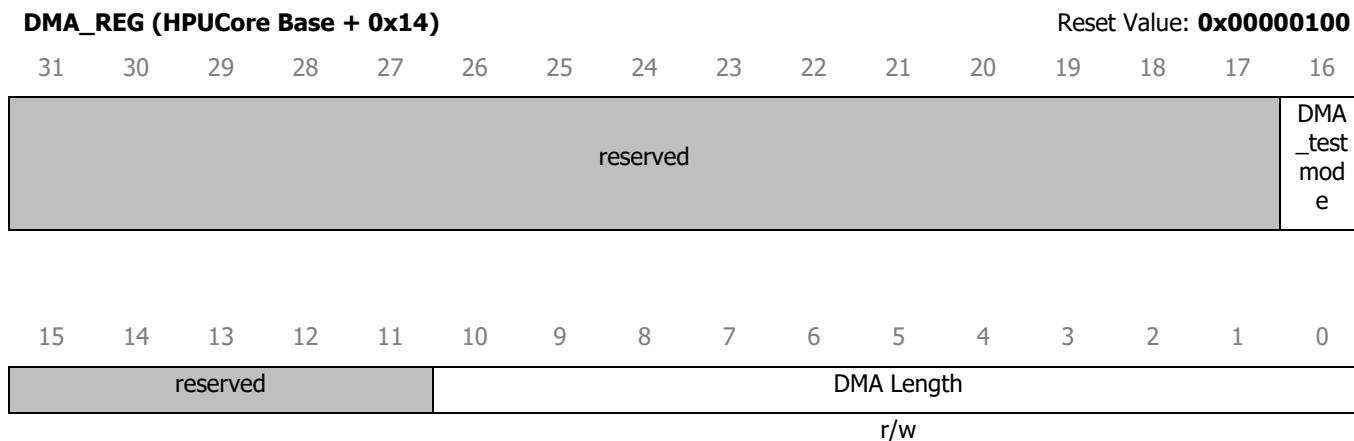 DMA_REG (HPUCore Base + 0x14) Reset Value: 0x00000100
31 30 29 28 27 26 25 24 23 22 21 20 19 18 17 16
reserved
DMA
_test
mod
e
15 14 13 12 11 10 9 8 7 6 5 4 3 2 1 0
reserved DMA Length
r/w